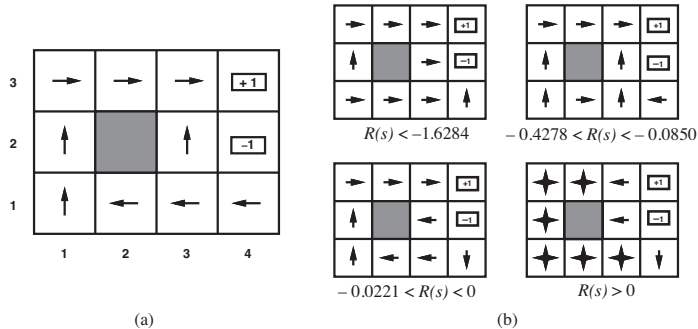 3
2
1
+ 1
–1
1 2 3 4
(a)
+1
–1
R(s) < –1.6284
+1
–1
– 0.4278 < R(s) < – 0.0850
+1
–1
– 0.0221 < R(s) < 0
+1
–1
R(s) > 0
(b)